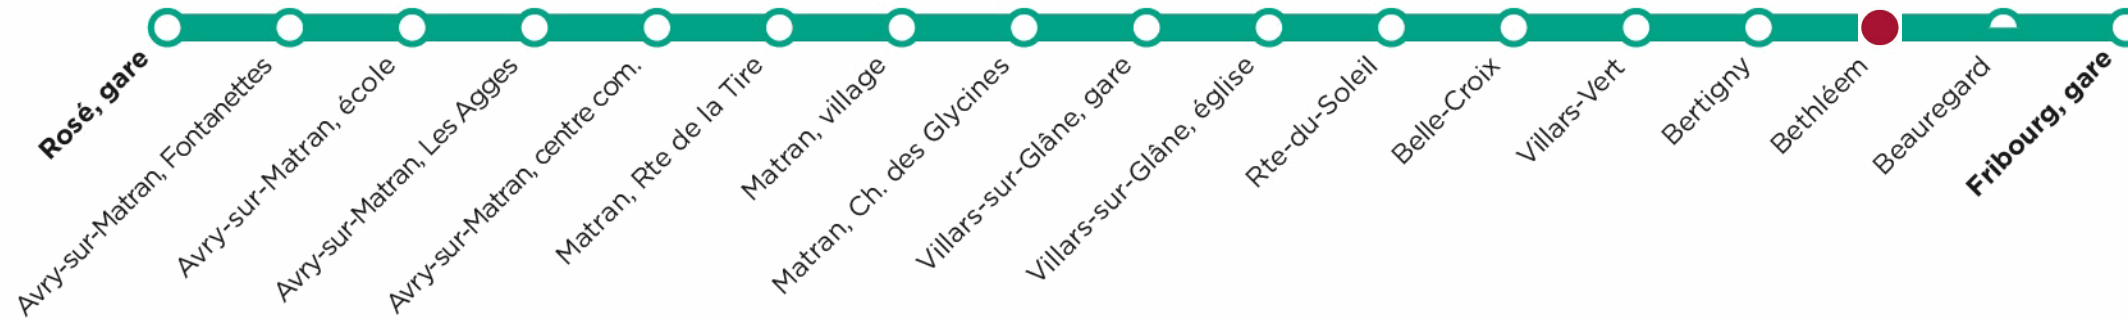 Rosé, gare
Avry-sur-Matran, Fontanettes
Avry-sur-Matran, école
Avry-sur-Matran, Les Agges
Avry-sur-Matran, centre com.
Matran, Rte de la Tire
Matran, village
Matran, Ch. des Glycines
Villars-sur-Glâne, gare
Villars-sur-Glâne, église
Rte-du-Soleil
Belle-Croix
Villars-Vert
Bertigny
Bethléem
Beauregard
Fribourg, gare